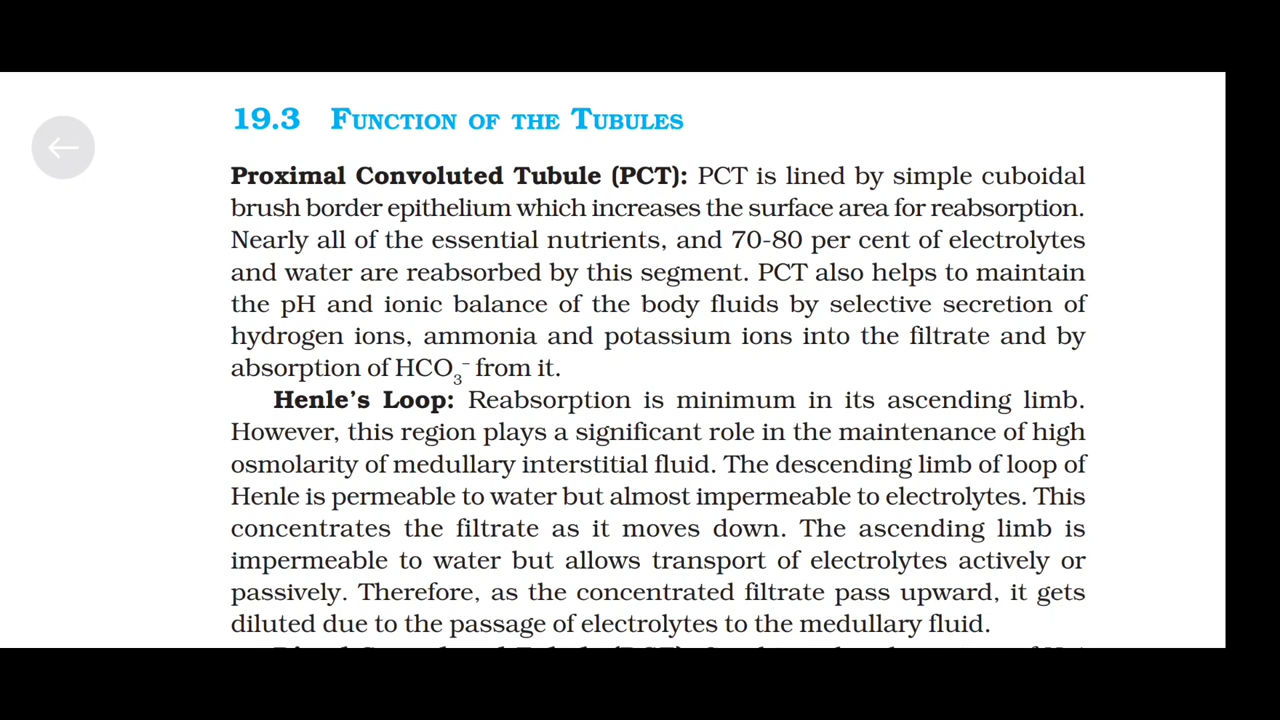 19.3 FUNCTION OF THE TUBULES
Proximal Convoluted Tubule (PCT): PCT is lined by simple cuboidal
brush border epithelium which increases the surface area for reabsorption.
Nearly all of the essential nutrients, and 70-80 per cent of electrolytes
and water are reabsorbed by this segment. PCT also helps to maintain
the pH and ionic balance of the body fluids by selective secretion of
hydrogen ions, ammonia and potassium ions into the filtrate and by
absorption of HCO₃⁻ from it.
Henle's Loop: Reabsorption is minimum in its ascending limb.
However, this region plays a significant role in the maintenance of high
osmolarity of medullary interstitial fluid. The descending limb of loop of
Henle is permeable to water but almost impermeable to electrolytes. This
concentrates the filtrate as it moves down. The ascending limb is
impermeable to water but allows transport of electrolytes actively or
passively. Therefore, as the concentrated filtrate pass upward, it gets
diluted due to the passage of electrolytes to the medullary fluid.